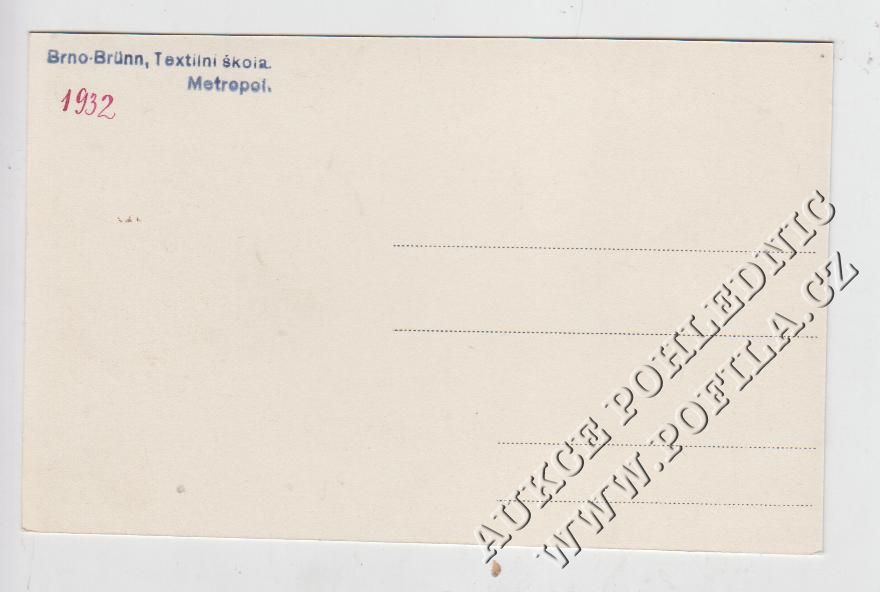 Brno-Brünn, Textilní škola.
Metropol.
1932
AUKCE POHLEDNIC
WWW.POFILA.CZ